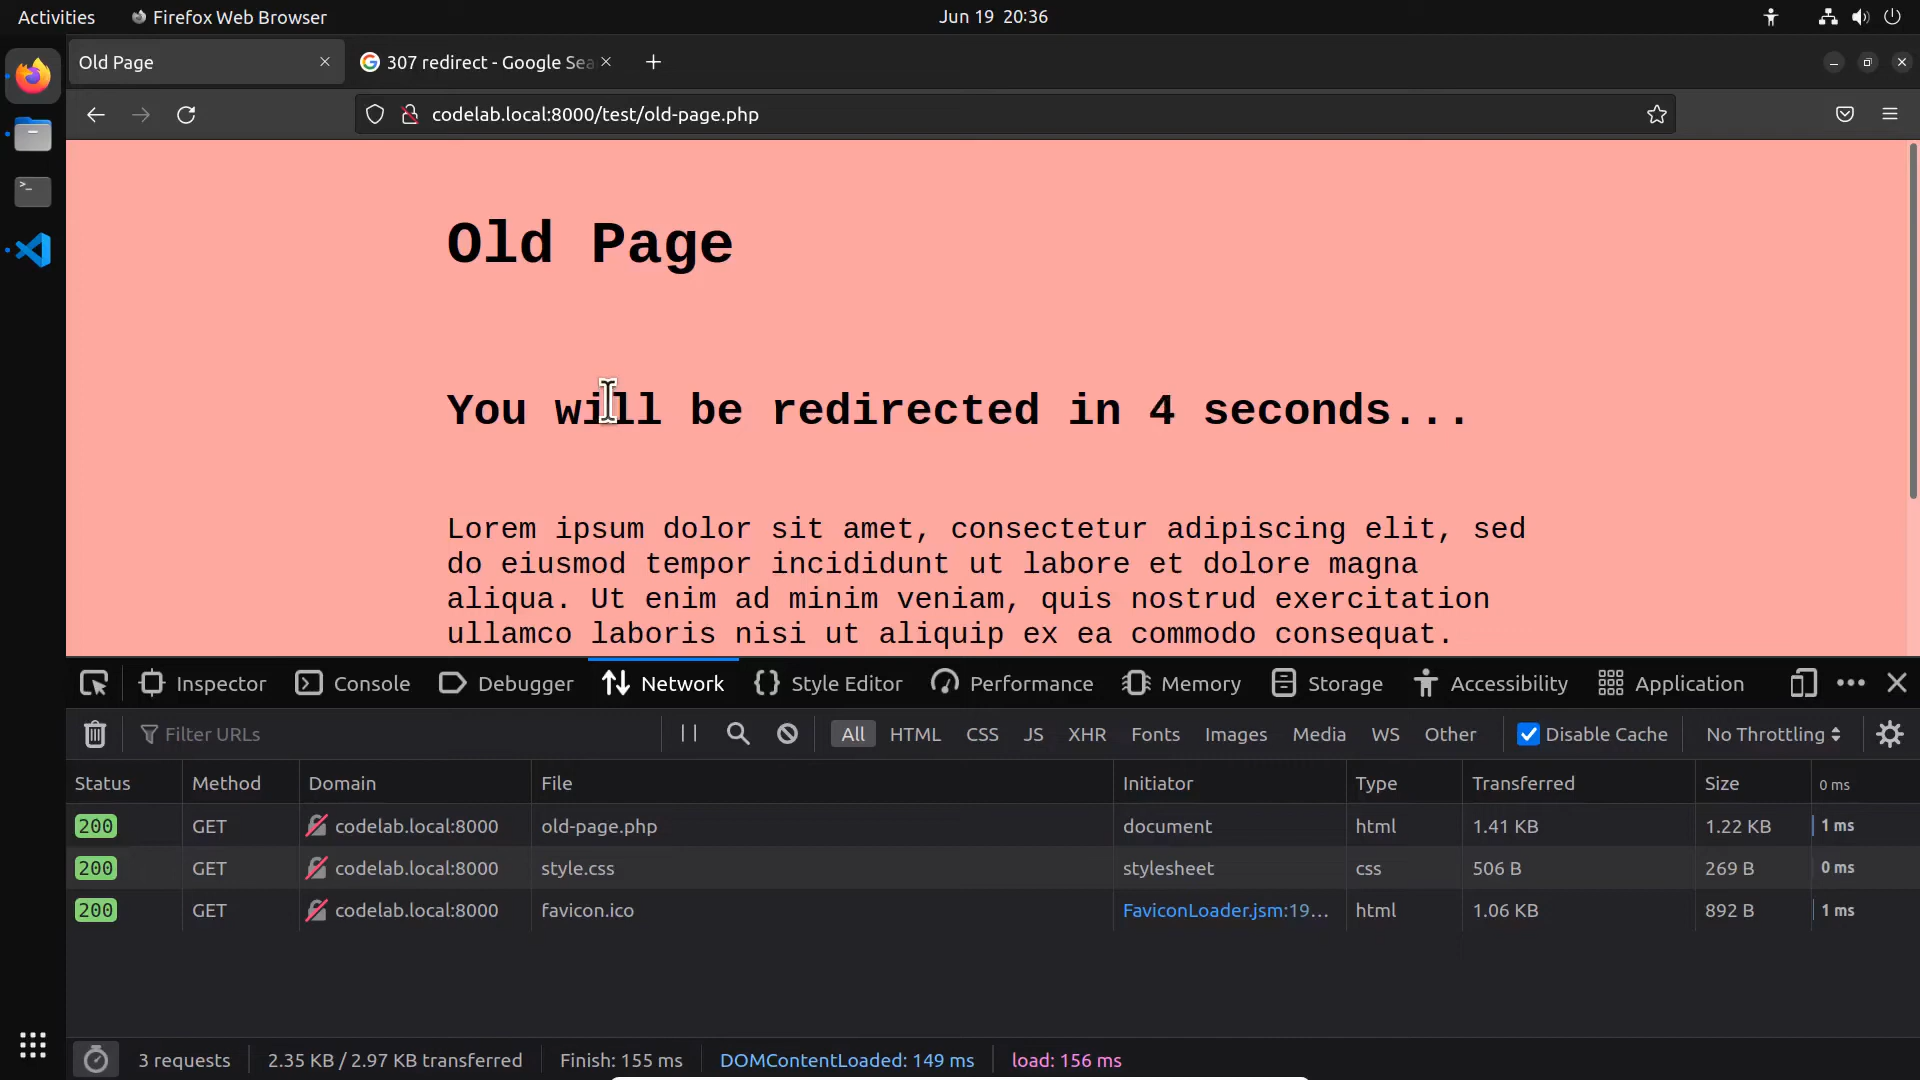 Activities Firefox Web Browser Jun 19 20:36
Old Page 307 redirect - Google Sea
codelab.local:8000/test/old-page.php
Old Page
You will be redirected in 4 seconds...
Lorem ipsum dolor sit amet, consectetur adipiscing elit, sed
do eiusmod tempor incididunt ut labore et dolore magna
aliqua. Ut enim ad minim veniam, quis nostrud exercitation
ullamco laboris nisi ut aliquip ex ea commodo consequat.
Inspector Console Debugger Network Style Editor Performance Memory Storage Accessibility Application
Filter URLs All HTML CSS JS XHR Fonts Images Media WS Other Disable Cache No Throttling
Status Method Domain File Initiator Type Transferred Size 0 ms
200 GET codelab.local:8000 old-page.php document html 1.41 KB 1.22 KB 1 ms
200 GET codelab.local:8000 style.css stylesheet css 506 B 269 B 0 ms
200 GET codelab.local:8000 favicon.ico FaviconLoader.jsm:19… html 1.06 KB 892 B 1 ms
3 requests 2.35 KB / 2.97 KB transferred Finish: 155 ms DOMContentLoaded: 149 ms load: 156 ms